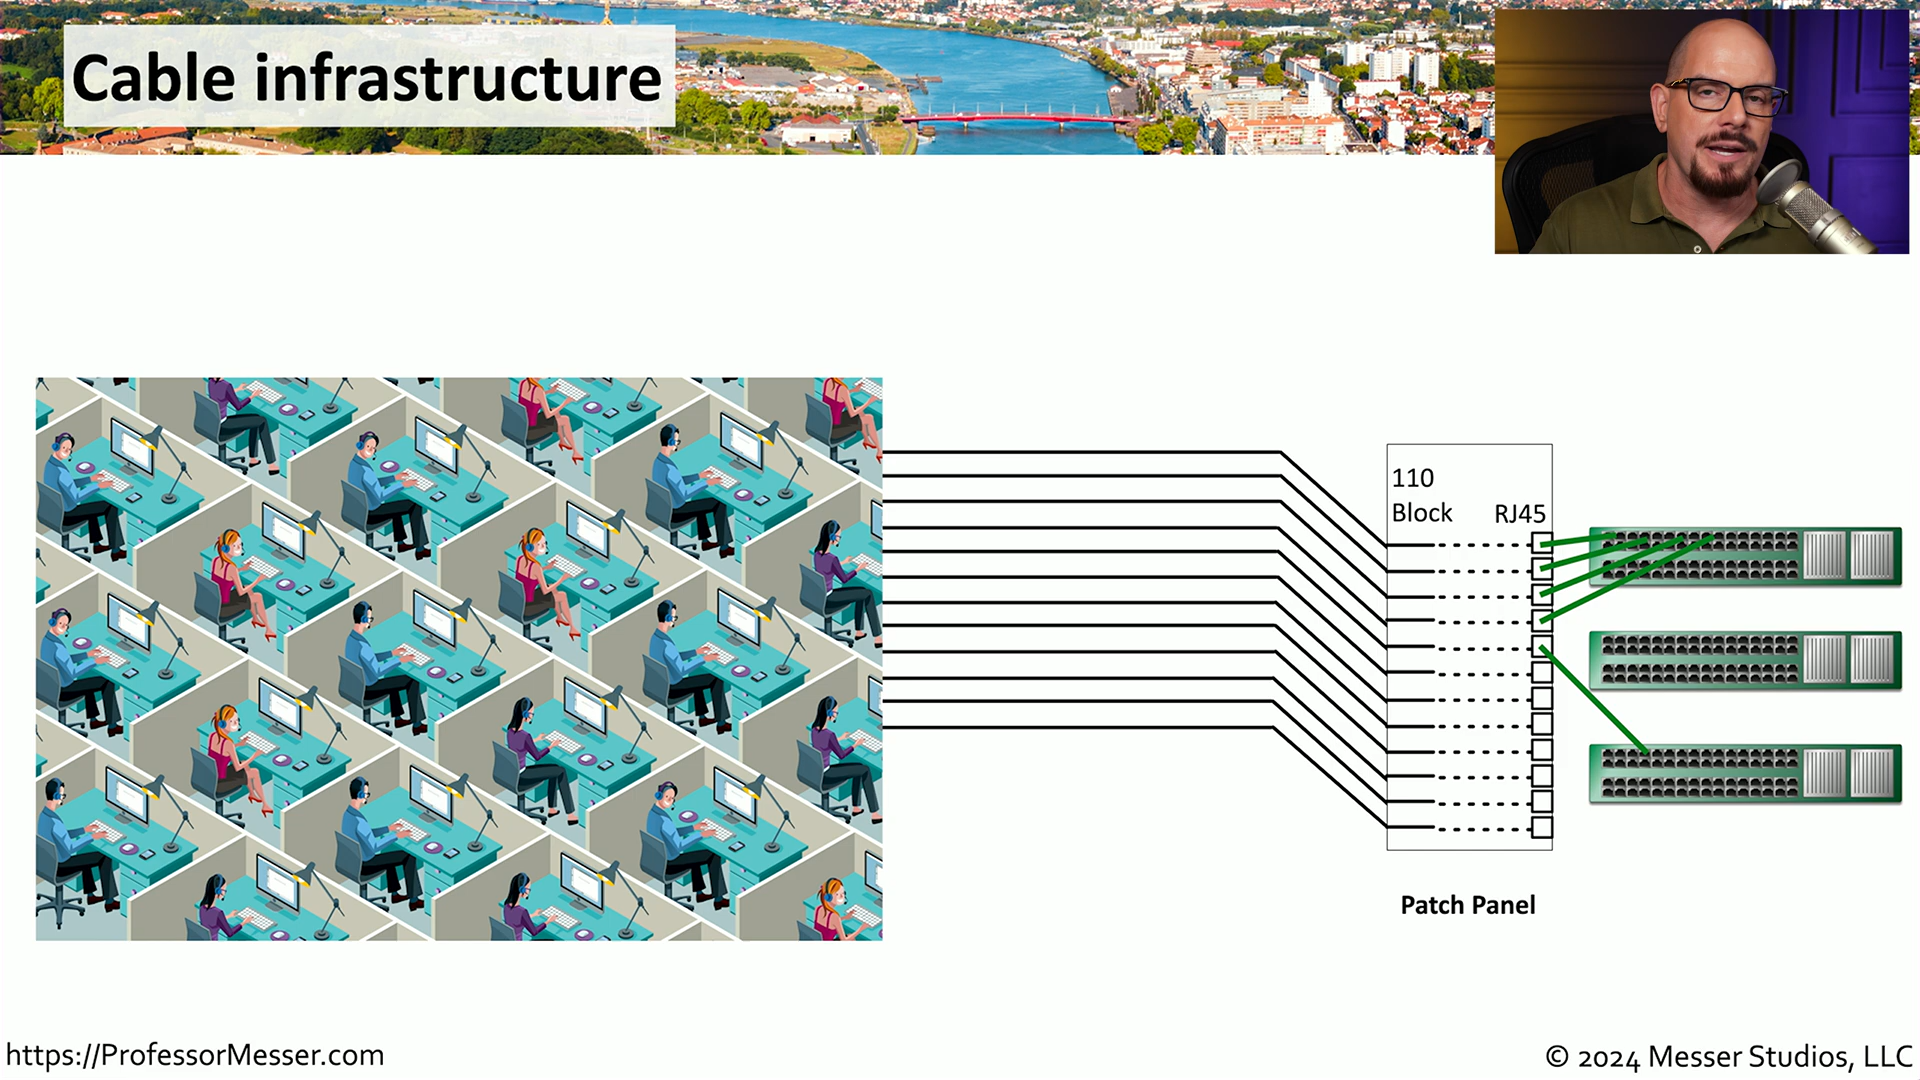 Cable infrastructure
110
Block
RJ45
Patch Panel
https://ProfessorMesser.com
© 2024 Messer Studios, LLC